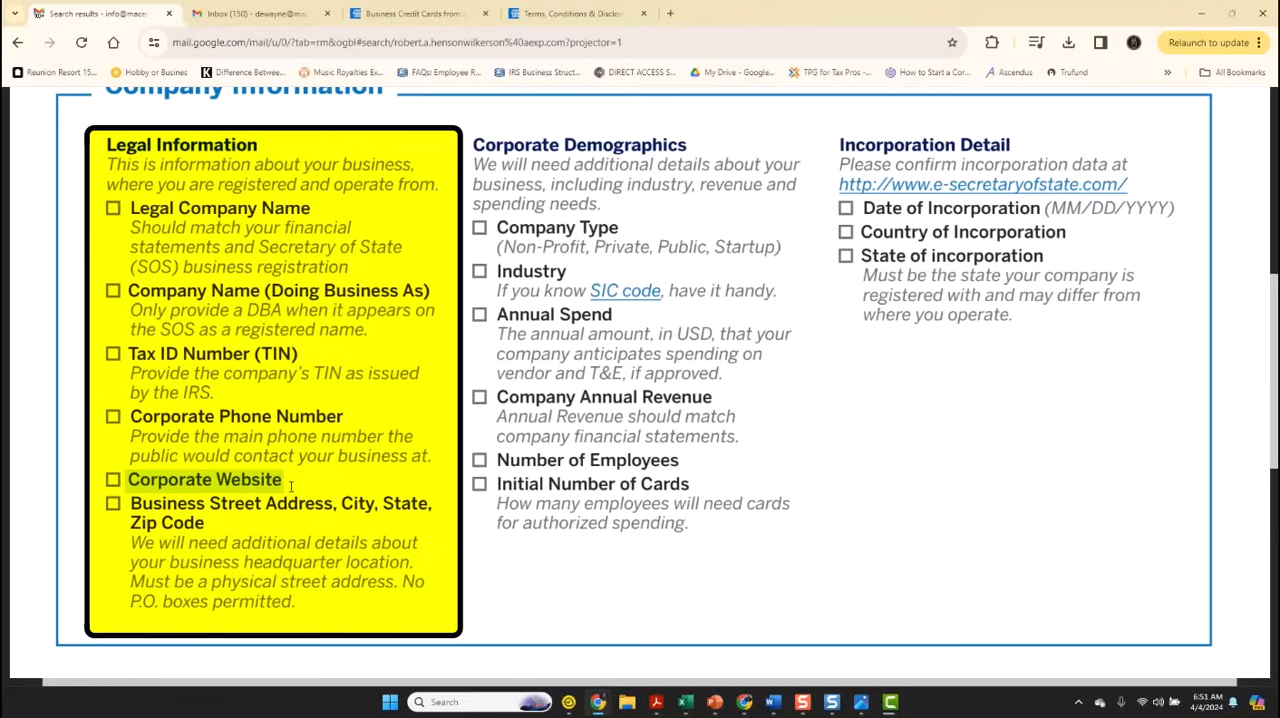 Search results - info@macer
Inbox (150) - dewayne@ma
Business Credit Cards from
Terms, Conditions & Disclos
mail.google.com/mail/u/0/?tab=rm&ogbl#search/robert.a.hensonwilkerson%40aexp.com?projector=1
Relaunch to update
Reunion Resort 15...
Hobby or Busines
Difference Betwee...
Music Royalties Ex...
FAQs: Employee R...
IRS Business Struct...
DIRECT ACCESS S...
My Drive - Google...
TPG for Tax Pros -...
How to Start a Cor...
Ascendus
Trufund
»
All Bookmarks
Company Information
Legal Information
This is information about your business,
where you are registered and operate from.
Legal Company Name
Should match your financial
statements and Secretary of State
(SOS) business registration
Company Name (Doing Business As)
Only provide a DBA when it appears on
the SOS as a registered name.
Tax ID Number (TIN)
Provide the company's TIN as issued
by the IRS.
Corporate Phone Number
Provide the main phone number the
public would contact your business at.
Corporate Website
Business Street Address, City, State,
Zip Code
We will need additional details about
your business headquarter location.
Must be a physical street address. No
P.O. boxes permitted.
Corporate Demographics
We will need additional details about your
business, including industry, revenue and
spending needs.
Company Type
(Non-Profit, Private, Public, Startup)
Industry
If you know SIC code, have it handy.
Annual Spend
The annual amount, in USD, that your
company anticipates spending on
vendor and T&E, if approved.
Company Annual Revenue
Annual Revenue should match
company financial statements.
Number of Employees
Initial Number of Cards
How many employees will need cards
for authorized spending.
Incorporation Detail
Please confirm incorporation data at
http://www.e-secretaryofstate.com/
Date of Incorporation (MM/DD/YYYY)
Country of Incorporation
State of incorporation
Must be the state your company is
registered with and may differ from
where you operate.
Search
6:51 AM
4/4/2024